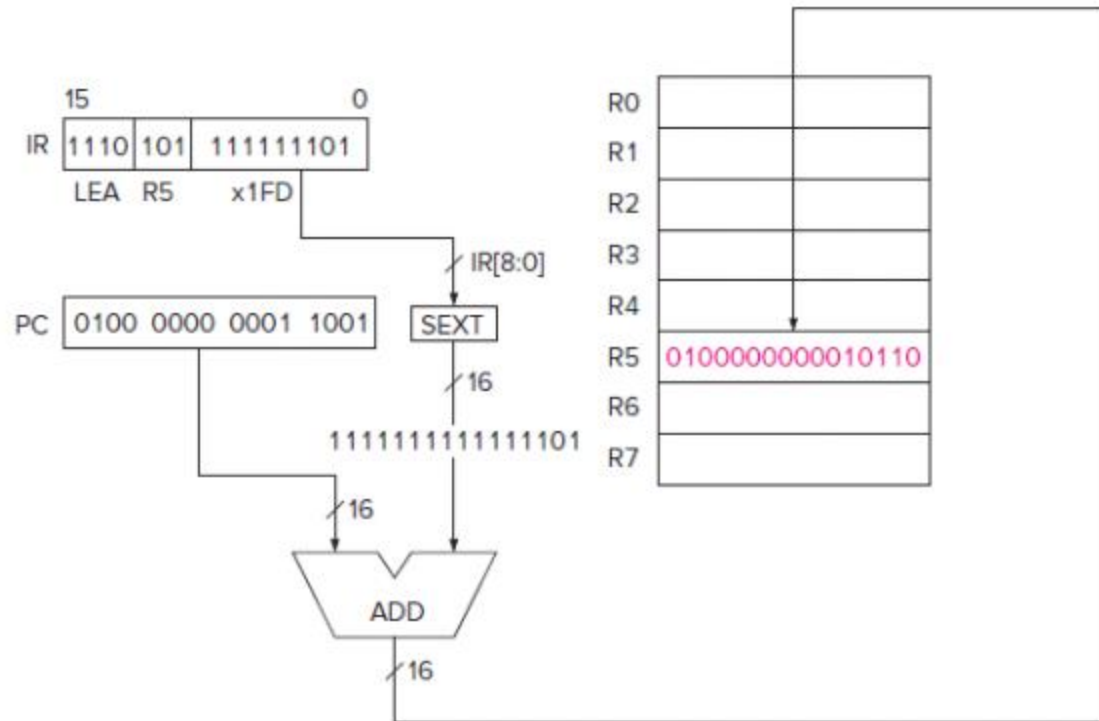 15 0
IR 1110 101 111111101
LEA R5 x1FD
IR[8:0]
PC 0100 0000 0001 1001
SEXT
16
1111111111111101
16
ADD
16
R0
R1
R2
R3
R4
R5 0100000000010110
R6
R7